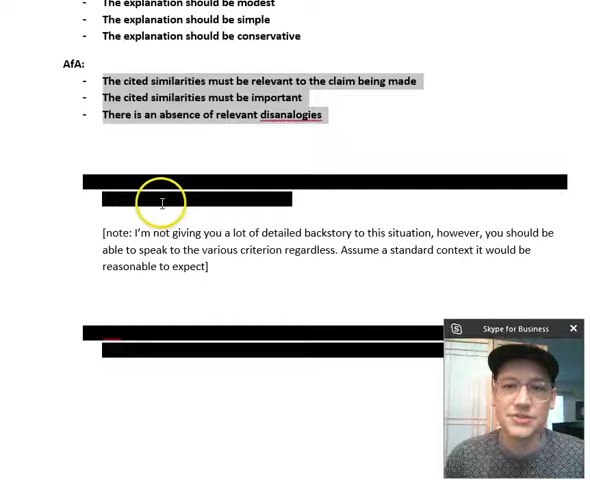 - The explanation should be modest
- The explanation should be simple
- The explanation should be conservative
AfA:
- The cited similarities must be relevant to the claim being made
- The cited similarities must be important
- There is an absence of relevant disanalogies
[note: I'm not giving you a lot of detailed backstory to this situation, however, you should be
able to speak to the various criterion regardless. Assume a standard context it would be
reasonable to expect]
Skype for Business